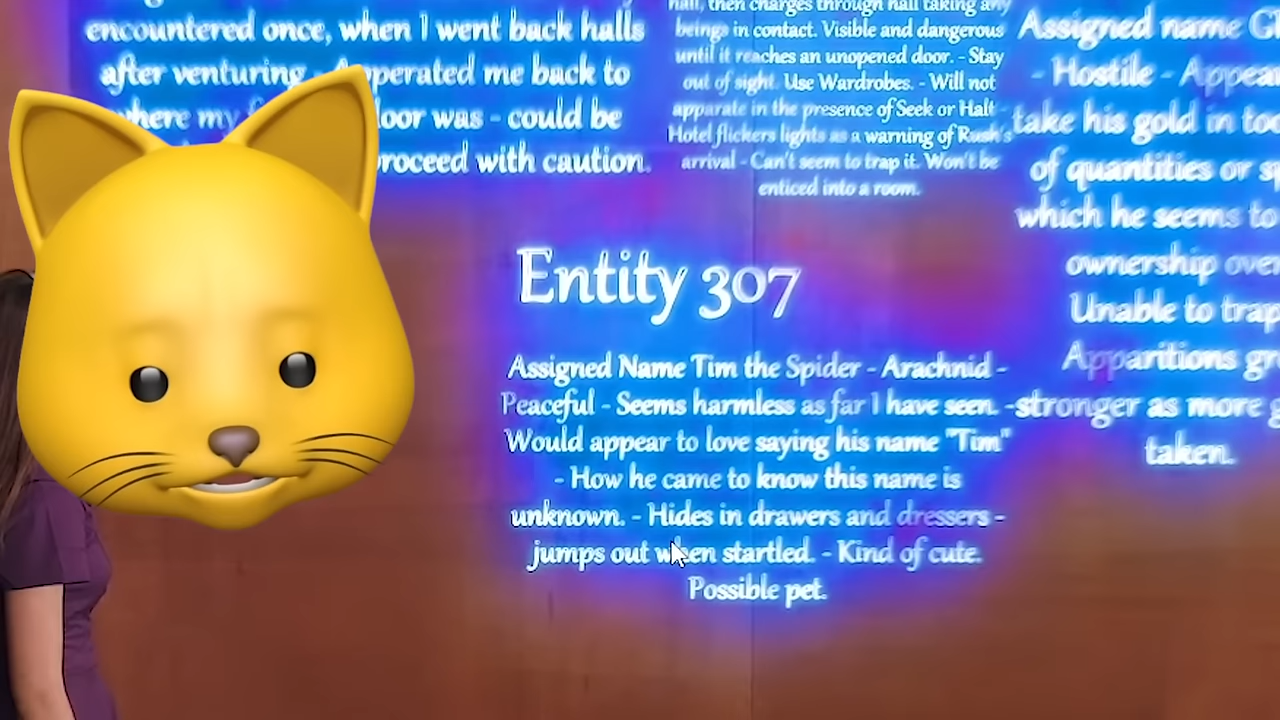 encountered once, when I went back halls
after venturing. Apperated me back to
where my door was - could be
proceed with caution.
hall, then charges through hall taking any
beings in contact. Visible and dangerous
until it reaches an unopened door. - Stay
out of sight. Use Wardrobes. - Will not
apparate in the presence of Seek or Halt -
Hotel flickers lights as a warning of Rush's
arrival - Can't seem to trap it. Won't be
enticed into a room.
Assigned name
- Hostile -
take his gold in
of quantities or
which he seems to
ownership
Unable to trap
Apparitions
stronger as more
taken.
Entity 307
Assigned Name Tim the Spider - Arachnid -
Peaceful - Seems harmless as far I have seen. -
Would appear to love saying his name "Tim"
- How he came to know this name is
unknown. - Hides in drawers and dressers -
jumps out when startled. - Kind of cute.
Possible pet.